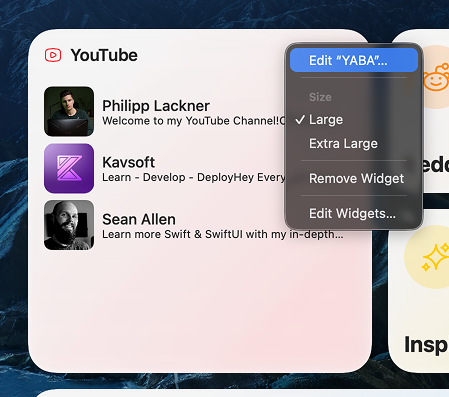 YouTube
Edit “YABA”...
Size
Philipp Lackner
Welcome to my YouTube Channel!
✓ Large
Extra Large
Kavsoft
Learn - Develop - DeployHey Every
Remove Widget
Sean Allen
Edit Widgets...
Learn more Swift & SwiftUI with my in-depth...
Insp